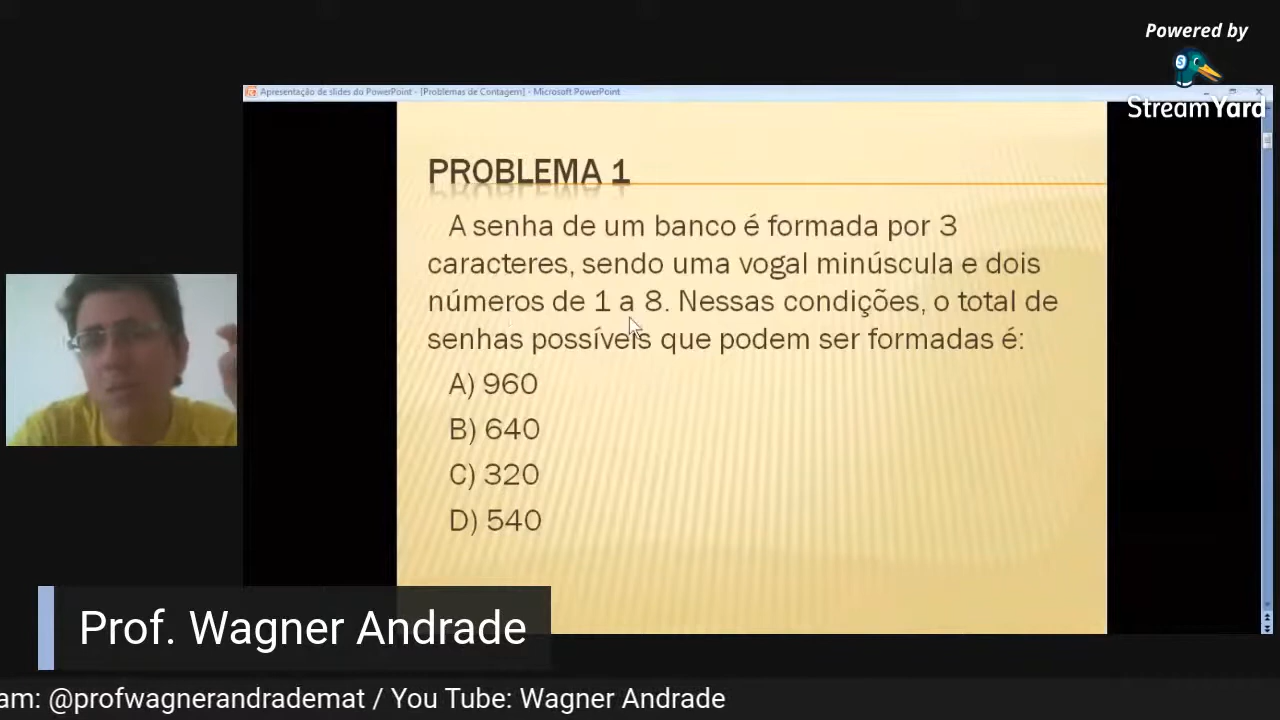 Powered by
StreamYard
Apresentação de slides do PowerPoint - [Problemas de Contagem] - Microsoft PowerPoint
PROBLEMA 1
A senha de um banco é formada por 3
caracteres, sendo uma vogal minúscula e dois
números de 1 a 8. Nessas condições, o total de
senhas possíveis que podem ser formadas é:
A) 960
B) 640
C) 320
D) 540
Prof. Wagner Andrade
am: @profwagnerandrademat / You Tube: Wagner Andrade